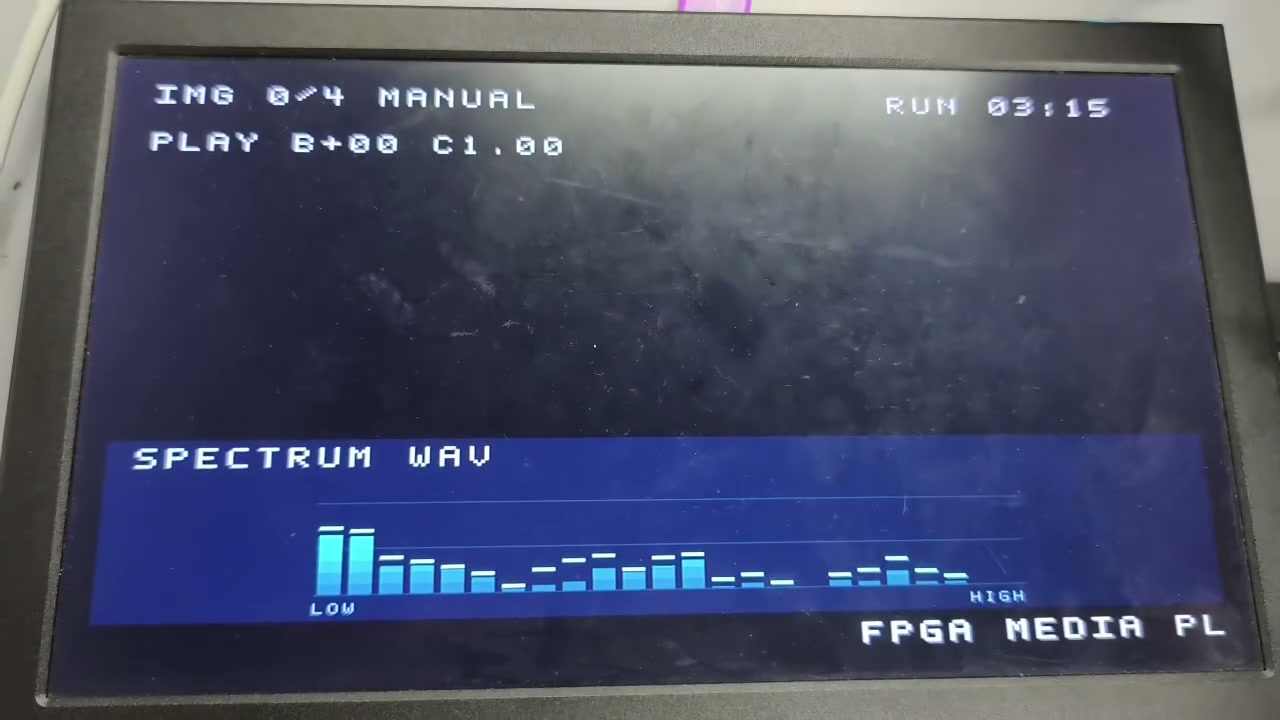 IMG 0/4 MANUAL
RUN 03:15
PLAY B+00 C1.00
SPECTRUM WAV
LOW
HIGH
FPGA MEDIA PL